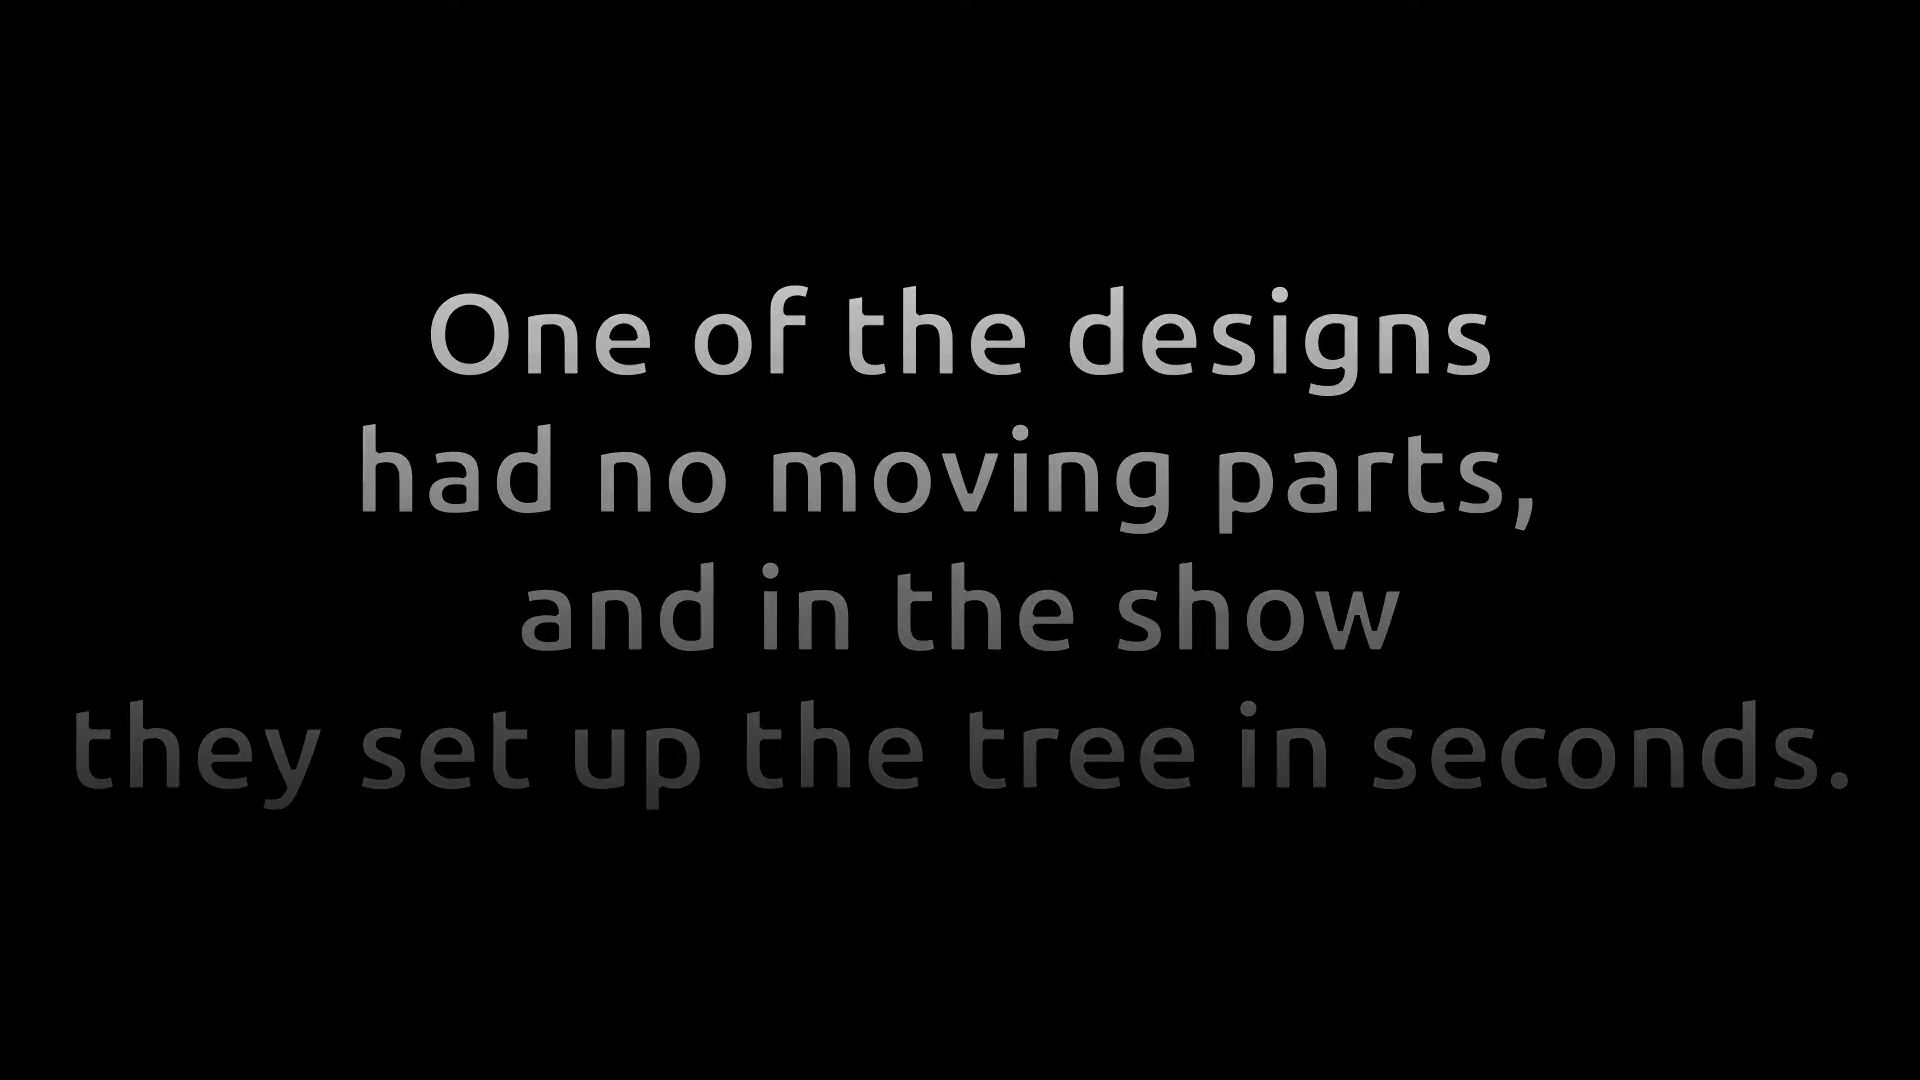 One of the designs
had no moving parts,
and in the show
they set up the tree in seconds.